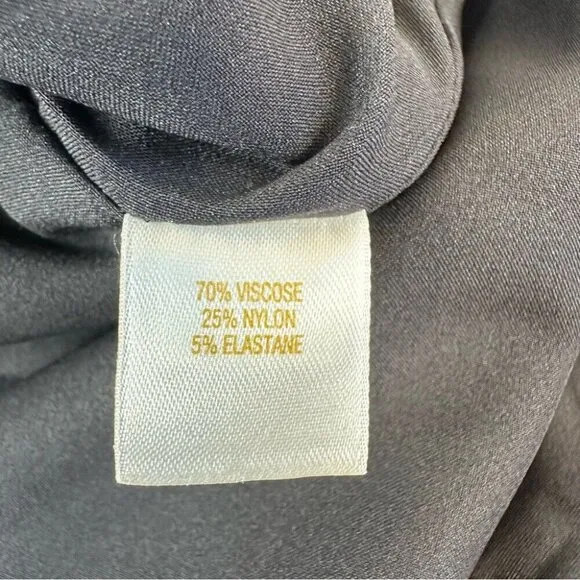 70% VISCOSE
25% NYLON
5% ELASTANE